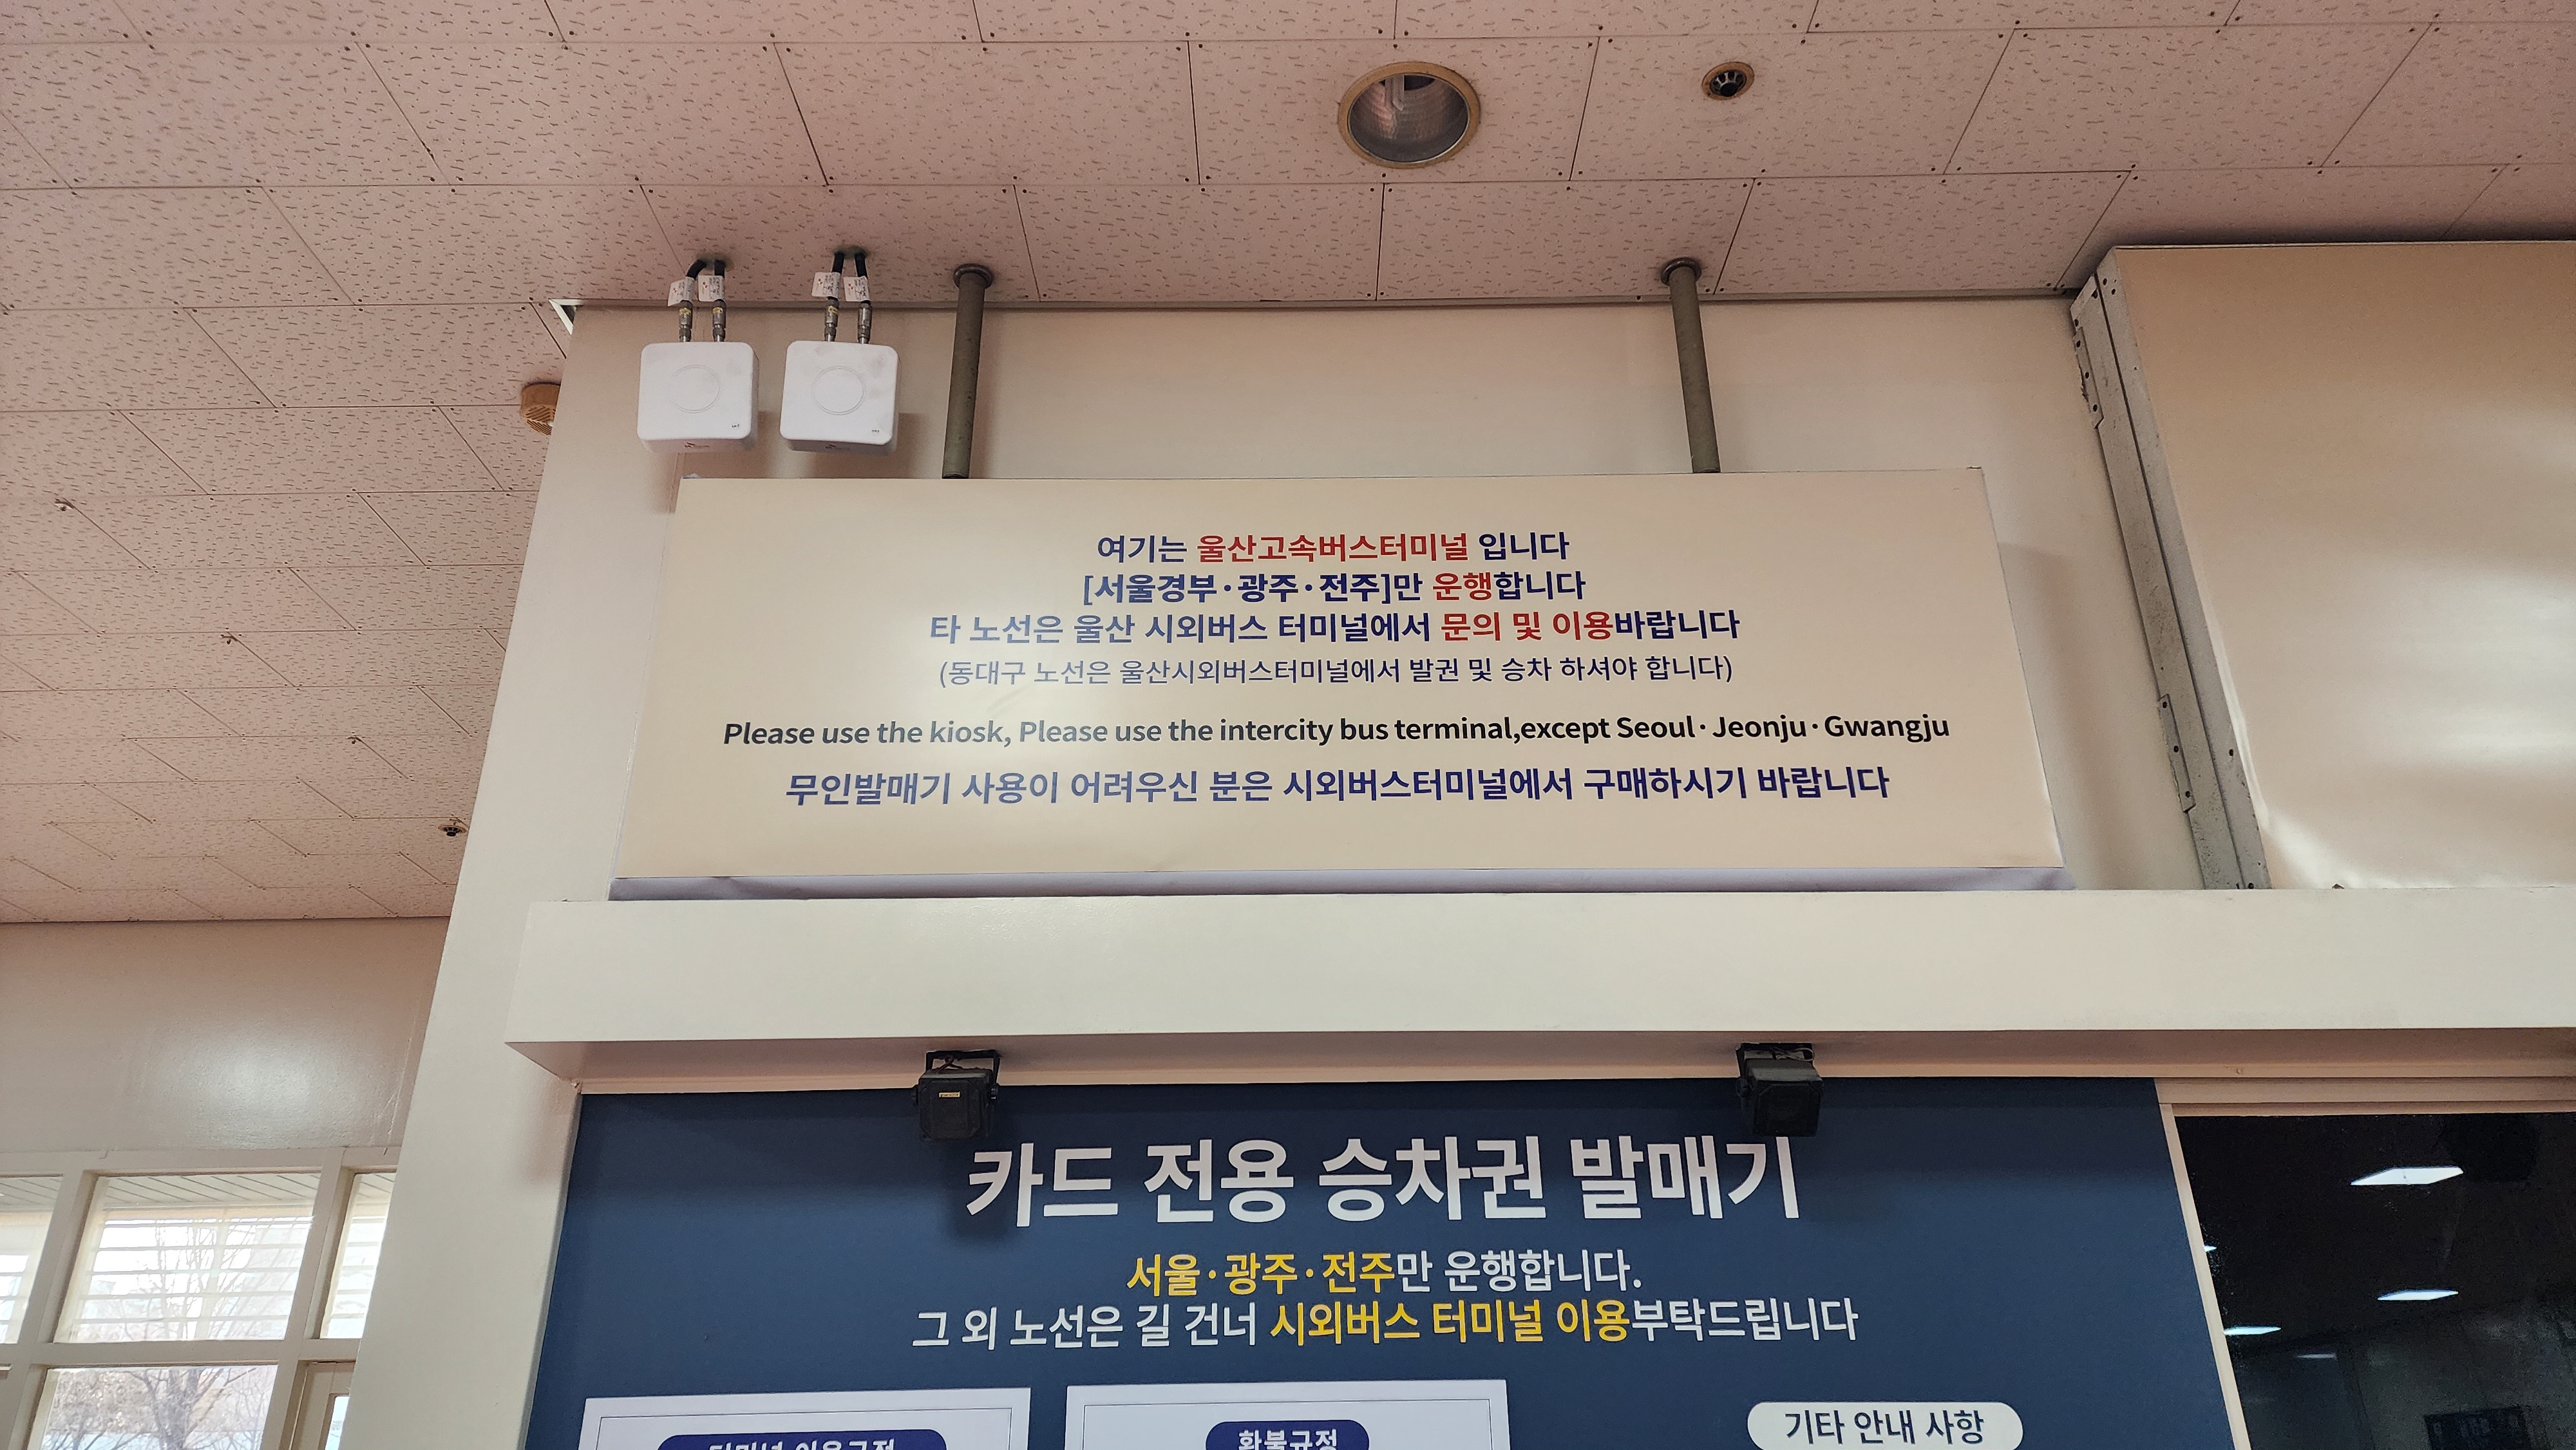 여기는 울산고속버스터미널 입니다
[서울경부·광주·전주]만 운행합니다
타 노선은 울산 시외버스 터미널에서 문의 및 이용바랍니다
(동대구 노선은 울산시외버스터미널에서 발권 및 승차 하셔야 합니다)
Please use the kiosk, Please use the intercity bus terminal,except Seoul·Jeonju·Gwangju
무인발매기 사용이 어려우신 분은 시외버스터미널에서 구매하시기 바랍니다
카드 전용 승차권 발매기
서울·광주·전주만 운행합니다.
그 외 노선은 길 건너 시외버스 터미널 이용부탁드립니다
터미널 이용규정
환불규정
기타 안내 사항